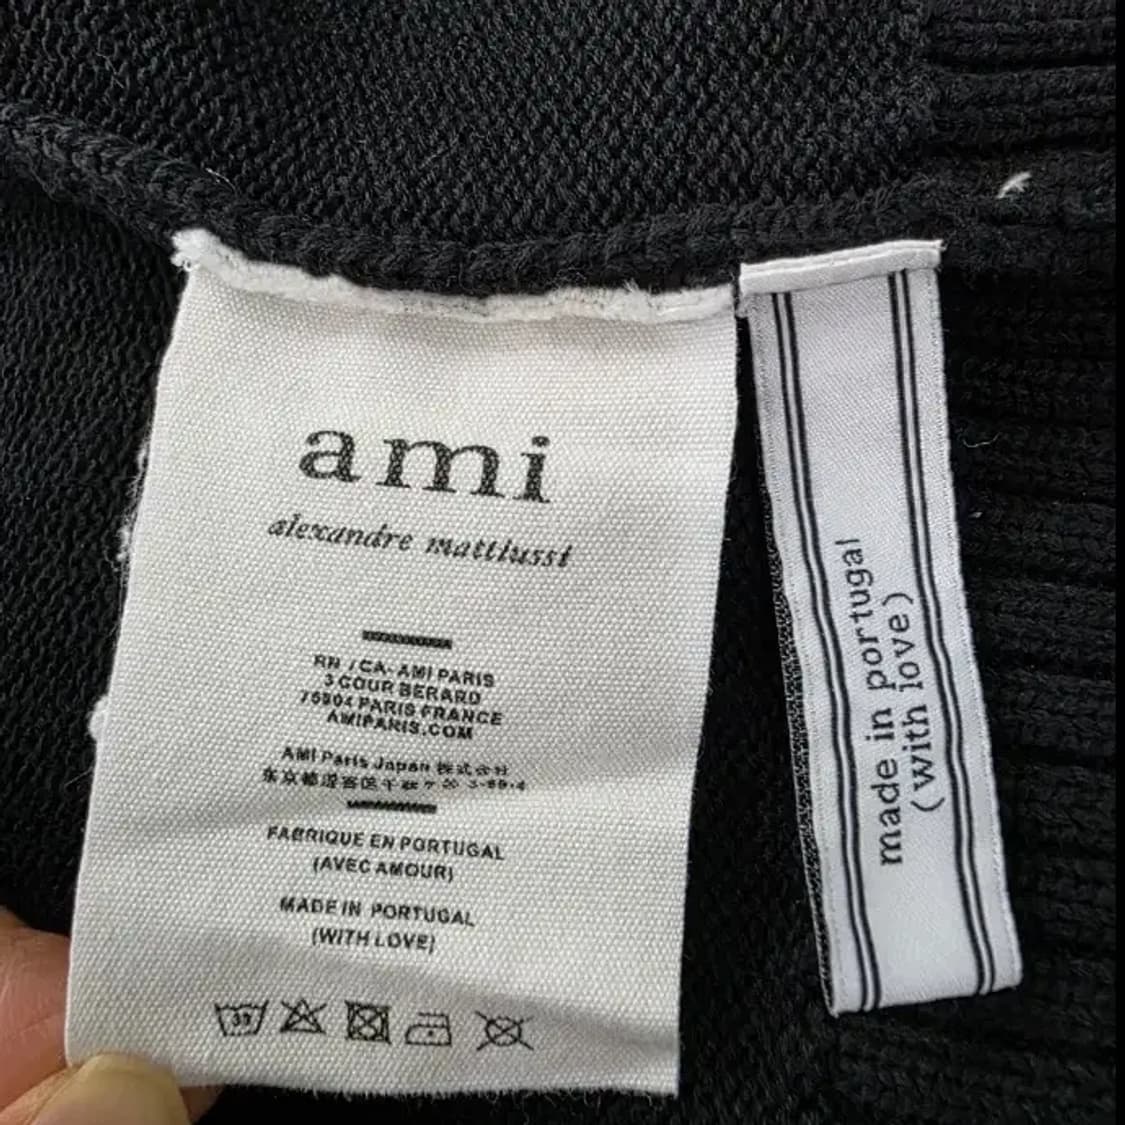 ami
alexandre mattiussi
RN / CA- AMI PARIS
3 COUR BERARD
75904 PARIS FRANCE
AMIPARIS.COM
AMI Paris Japan 株式会社
FABRIQUE EN PORTUGAL
(AVEC AMOUR)
MADE IN PORTUGAL
(WITH LOVE)
made in portugal
(with love)